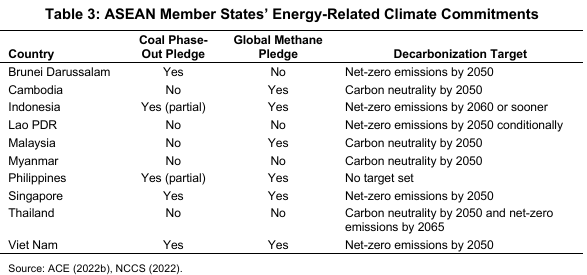 Table 3: ASEAN Member States’ Energy-Related Climate Commitments
Coal Phase- Global Methane
Country Out Pledge Pledge Decarbonization Target
Brunei Darussalam Yes No Net-zero emissions by 2050
Cambodia No Yes Carbon neutrality by 2050
Indonesia Yes (partial) Yes Net-zero emissions by 2060 or sooner
Lao PDR No No Net-zero emissions by 2050 conditionally
Malaysia No Yes Carbon neutrality by 2050
Myanmar No No Carbon neutrality by 2050
Philippines Yes (partial) Yes No target set
Singapore Yes Yes Net-zero emissions by 2050
Thailand No No Carbon neutrality by 2050 and net-zero
emissions by 2065
Viet Nam Yes Yes Net-zero emissions by 2050
Source: ACE (2022b), NCCS (2022).